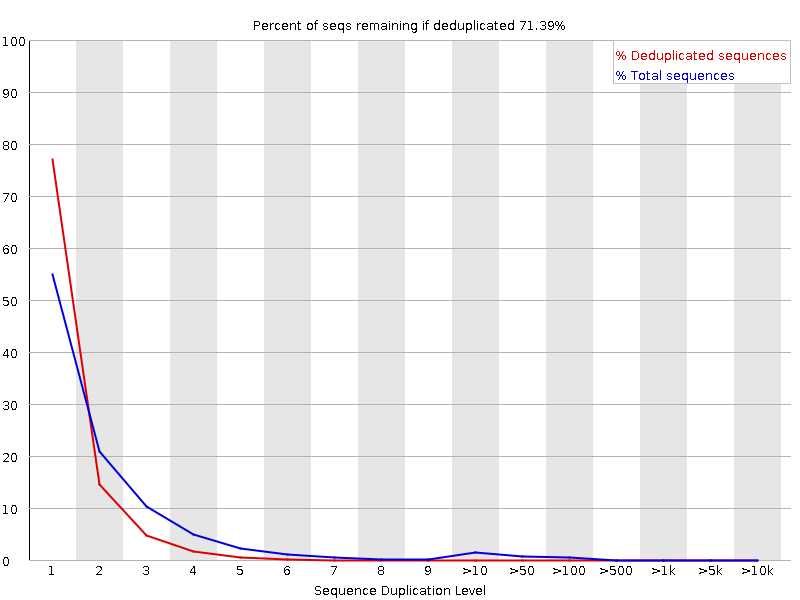 Percent of seqs remaining if deduplicated 71.39%
% Deduplicated sequences
% Total sequences
100
90
80
70
60
50
40
30
20
10
0
1 2 3 4 5 6 7 8 9 >10 >50 >100 >500 >1k >5k >10k
Sequence Duplication Level